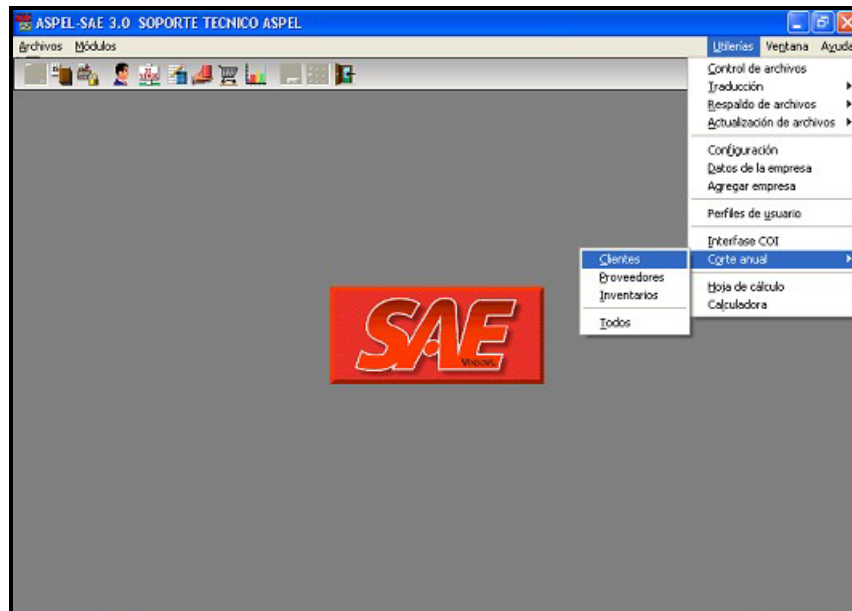 ASPEL-SAE 3.0 SOPORTE TECNICO ASPEL
Archivos Módulos Utilerías Ventana Ayuda
Control de archivos
Traducción
Respaldo de archivos
Actualización de archivos
Configuración
Datos de la empresa
Agregar empresa
Perfiles de usuario
Interfase COI
Corte anual
Hoja de cálculo
Calculadora
Clientes
Proveedores
Inventarios
Todos
SAE